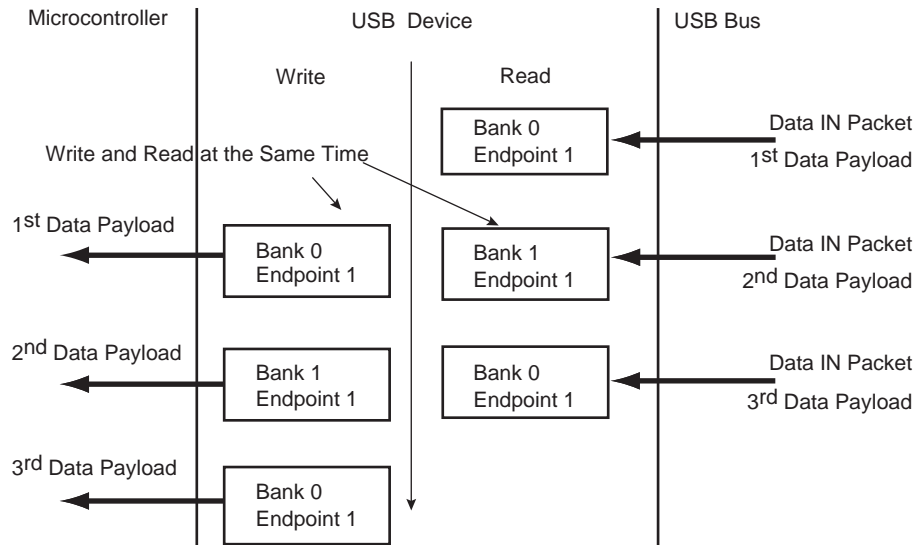 Microcontroller
USB Device
USB Bus
Write
Read
Bank 0
Endpoint 1
Data IN Packet
1st Data Payload
Write and Read at the Same Time
1st Data Payload
Bank 0
Endpoint 1
Bank 1
Endpoint 1
Data IN Packet
2nd Data Payload
2nd Data Payload
Bank 1
Endpoint 1
Bank 0
Endpoint 1
Data IN Packet
3rd Data Payload
3rd Data Payload
Bank 0
Endpoint 1